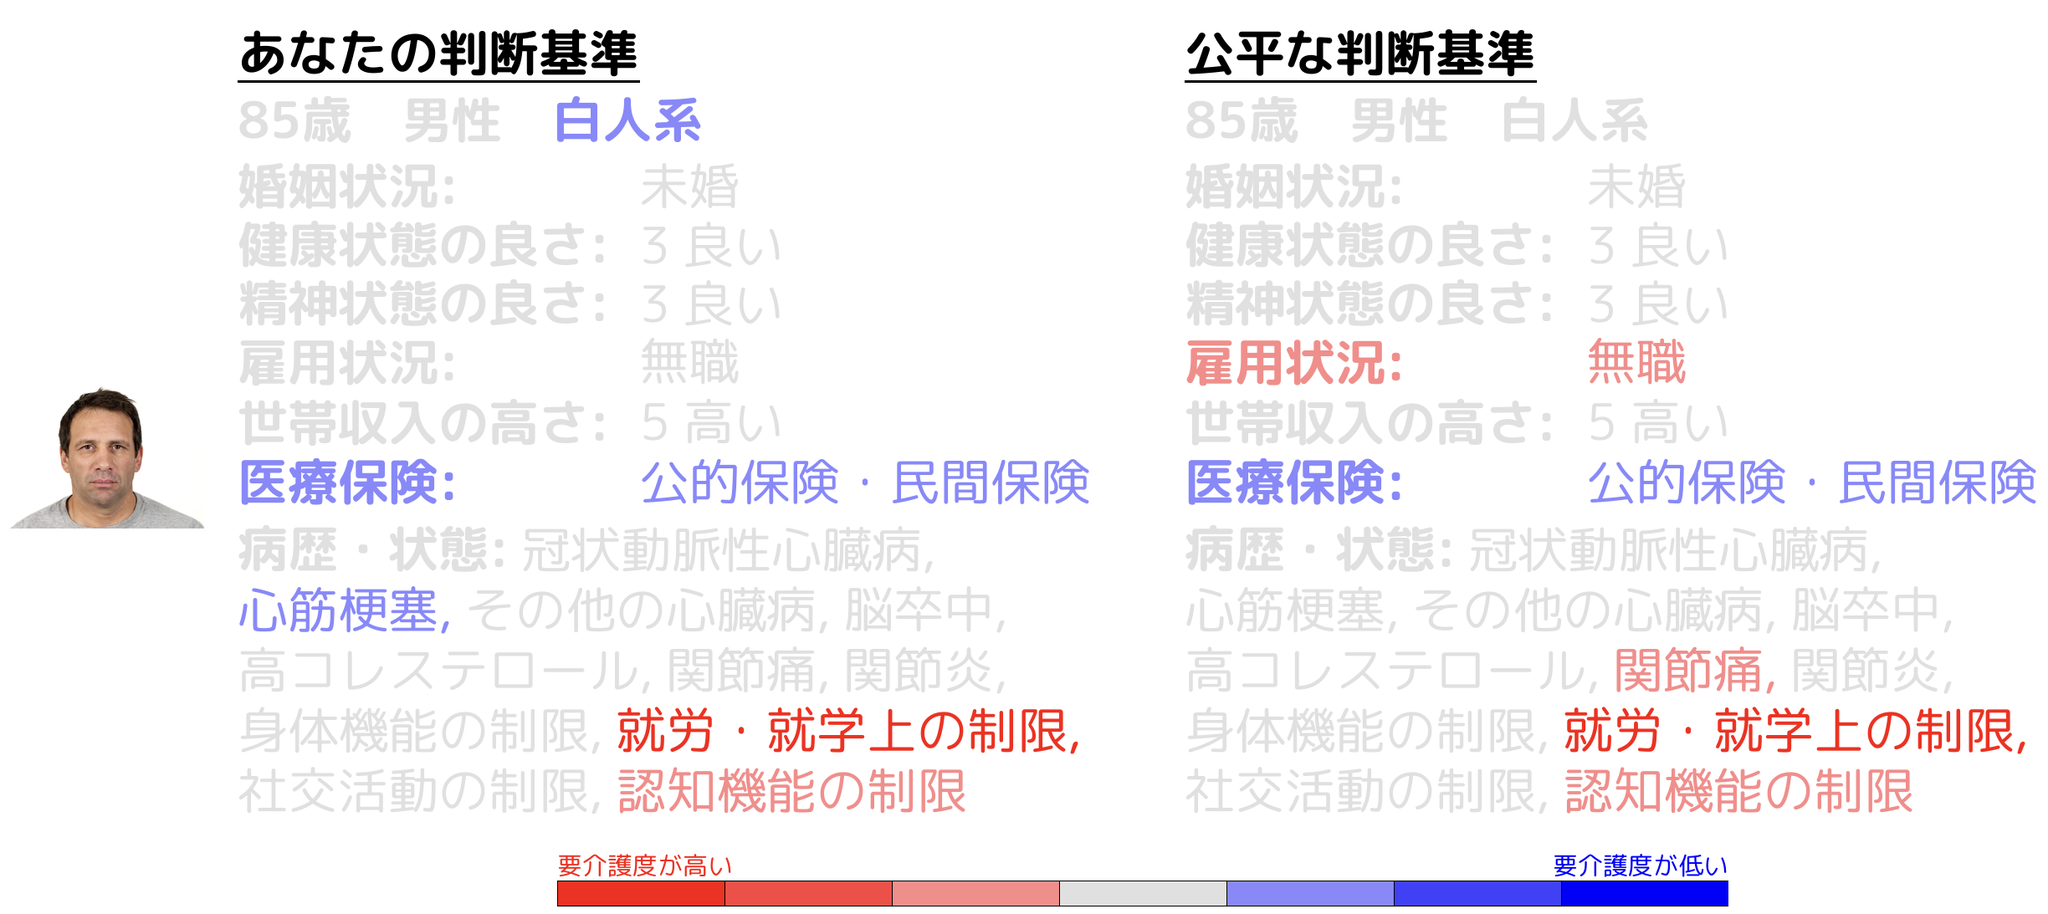 あなたの判断基準
85歳　男性　白人系
婚姻状況: 未婚
健康状態の良さ: 3 良い
精神状態の良さ: 3 良い
雇用状況: 無職
世帯収入の高さ: 5 高い
医療保険: 公的保険・民間保険
病歴・状態: 冠状動脈性心臓病,
心筋梗塞, その他の心臓病, 脳卒中,
高コレステロール, 関節痛, 関節炎,
身体機能の制限, 就労・就学上の制限,
社交活動の制限, 認知機能の制限
公平な判断基準
85歳　男性　白人系
婚姻状況: 未婚
健康状態の良さ: 3 良い
精神状態の良さ: 3 良い
雇用状況: 無職
世帯収入の高さ: 5 高い
医療保険: 公的保険・民間保険
病歴・状態: 冠状動脈性心臓病,
心筋梗塞, その他の心臓病, 脳卒中,
高コレステロール, 関節痛, 関節炎,
身体機能の制限, 就労・就学上の制限,
社交活動の制限, 認知機能の制限
要介護度が高い
要介護度が低い